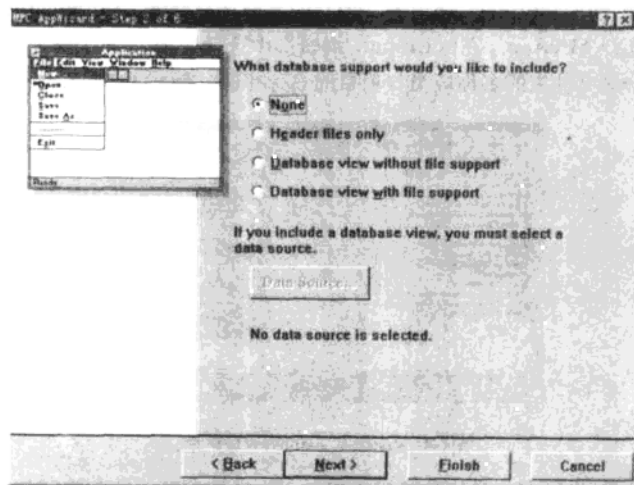 MFC AppWizard - Step 2 of 6
Application
File Edit View Window Help
New
Open
Close
Save
Save As
Exit
Ready
What database support would you like to include?
None
Header files only
Database view without file support
Database view with file support
If you include a database view, you must select a
data source.
Data Source...
No data source is selected.
< Back Next > Finish Cancel